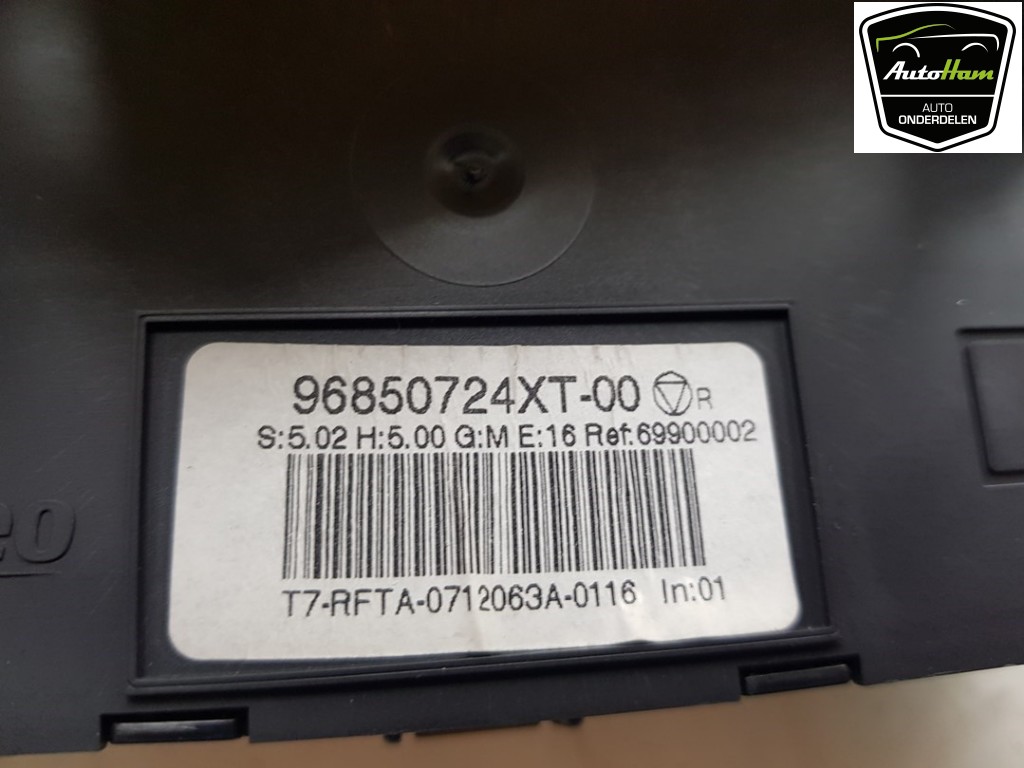 AutoHam
AUTO
ONDERDELEN
96850724XT-00 R
S:5.02 H:5.00 G:M E:16 Ref:69900002
T7-RFTA-0712063A-0116 In:01